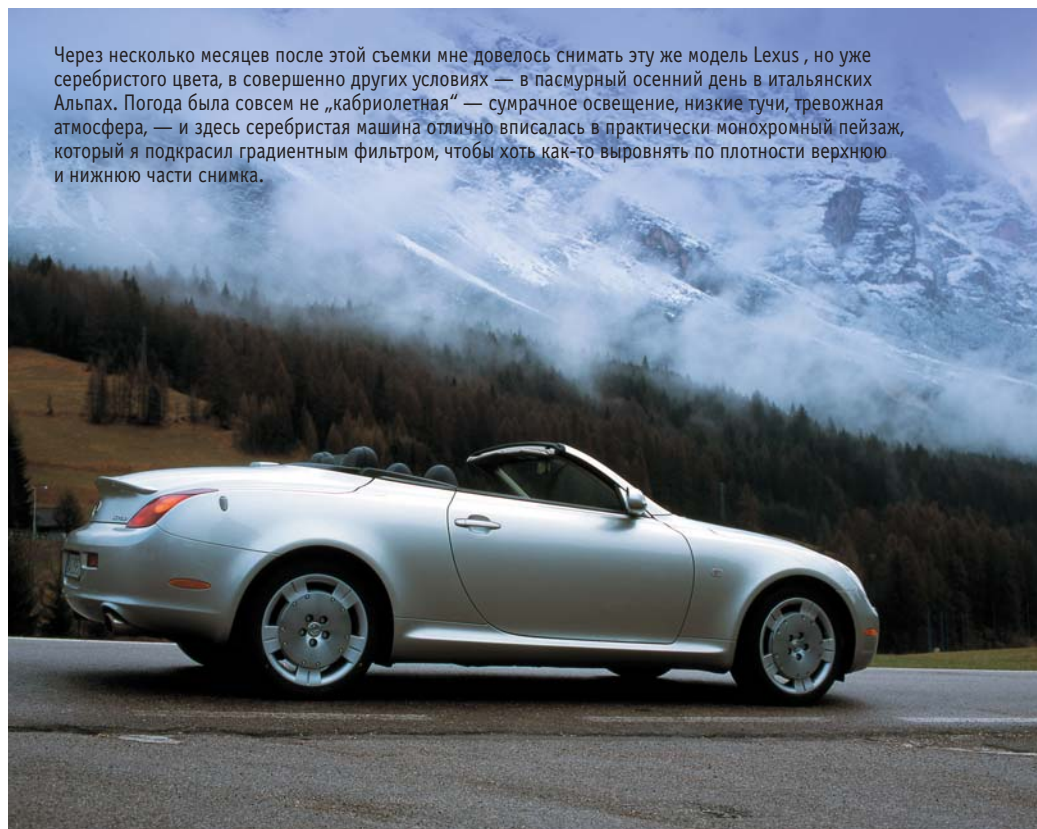 Через несколько месяцев после этой съемки мне довелось снимать эту же модель Lexus , но уже
серебристого цвета, в совершенно других условиях — в пасмурный осенний день в итальянских
Альпах. Погода была совсем не „кабриолетная“ — сумрачное освещение, низкие тучи, тревожная
атмосфера, — и здесь серебристая машина отлично вписалась в практически монохромный пейзаж,
который я подкрасил градиентным фильтром, чтобы хоть как-то выровнять по плотности верхнюю
и нижнюю части снимка.